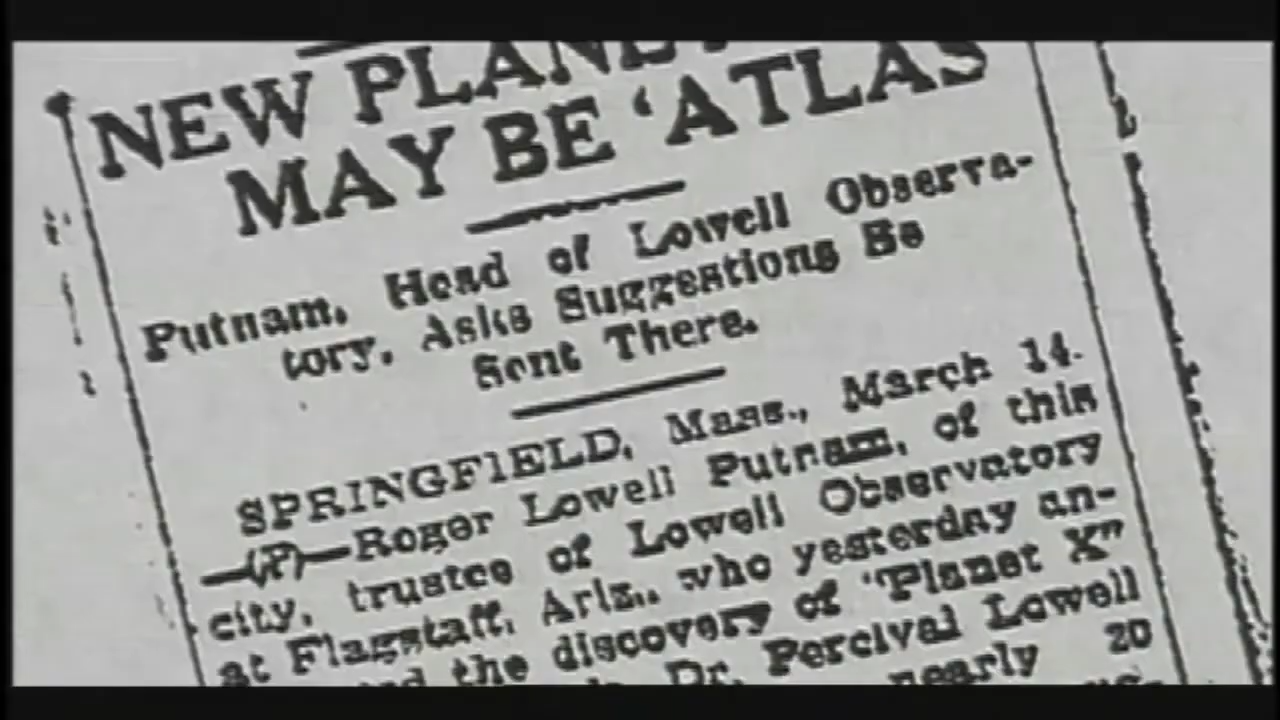 NEW PLANET
MAY BE 'ATLAS
Putnam, Head of Lowell Observa-
tory, Asks Suggestions Be
Sent There.
SPRINGFIELD, Mass., March 14.
—(P)—Roger Lowell Putnam, of this
city, trustee of Lowell Observatory
at Flagstaff, Ariz., who yesterday an-
the discovery of "Planet X"
Dr. Percival Lowell
nearly 20